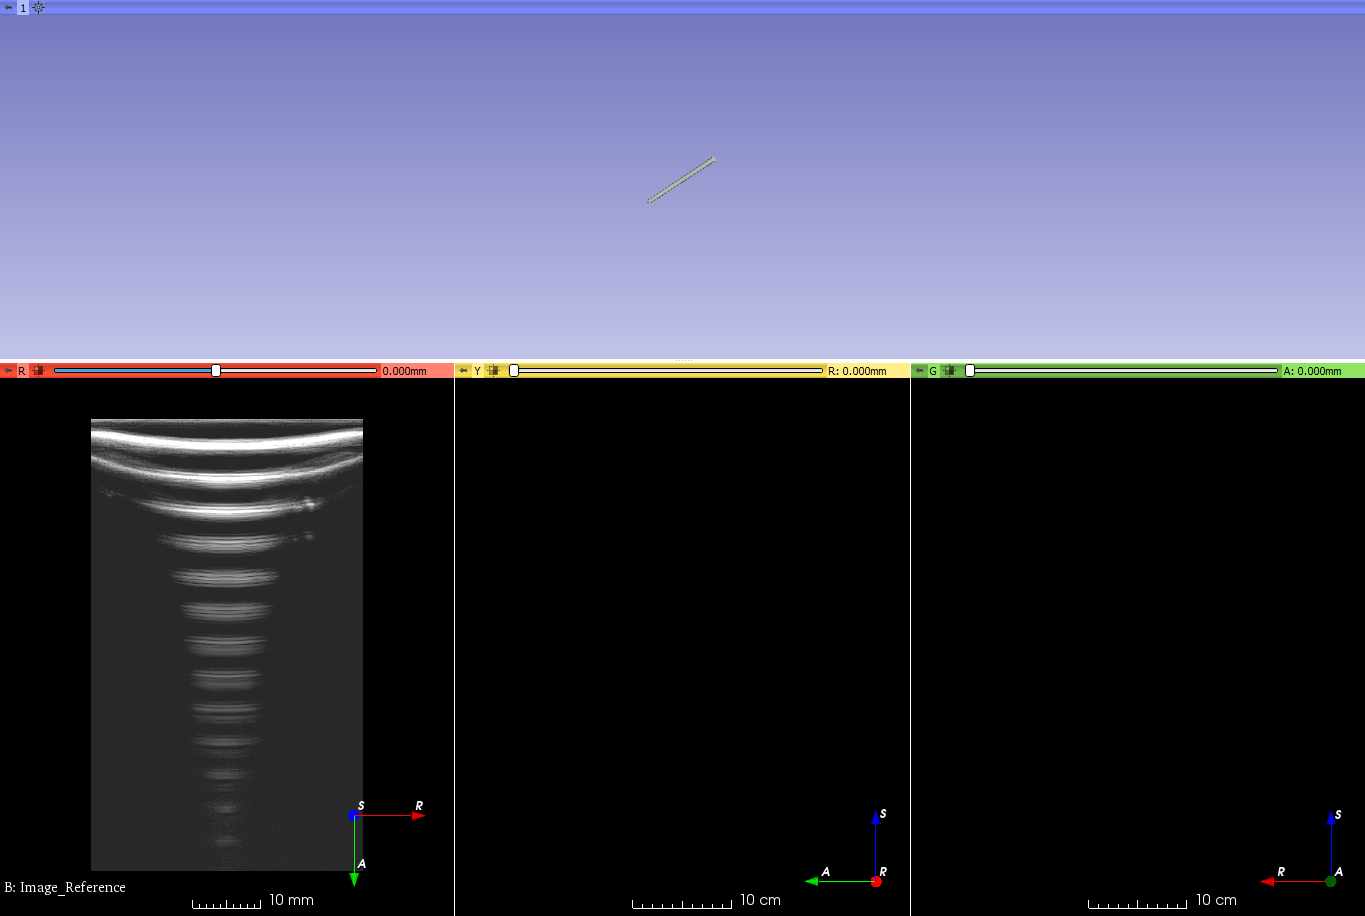 1
R 0.000mm
Y R: 0.000mm
G A: 0.000mm
S R
A
B: Image_Reference
10 mm
S
A R
10 cm
S
R A
10 cm